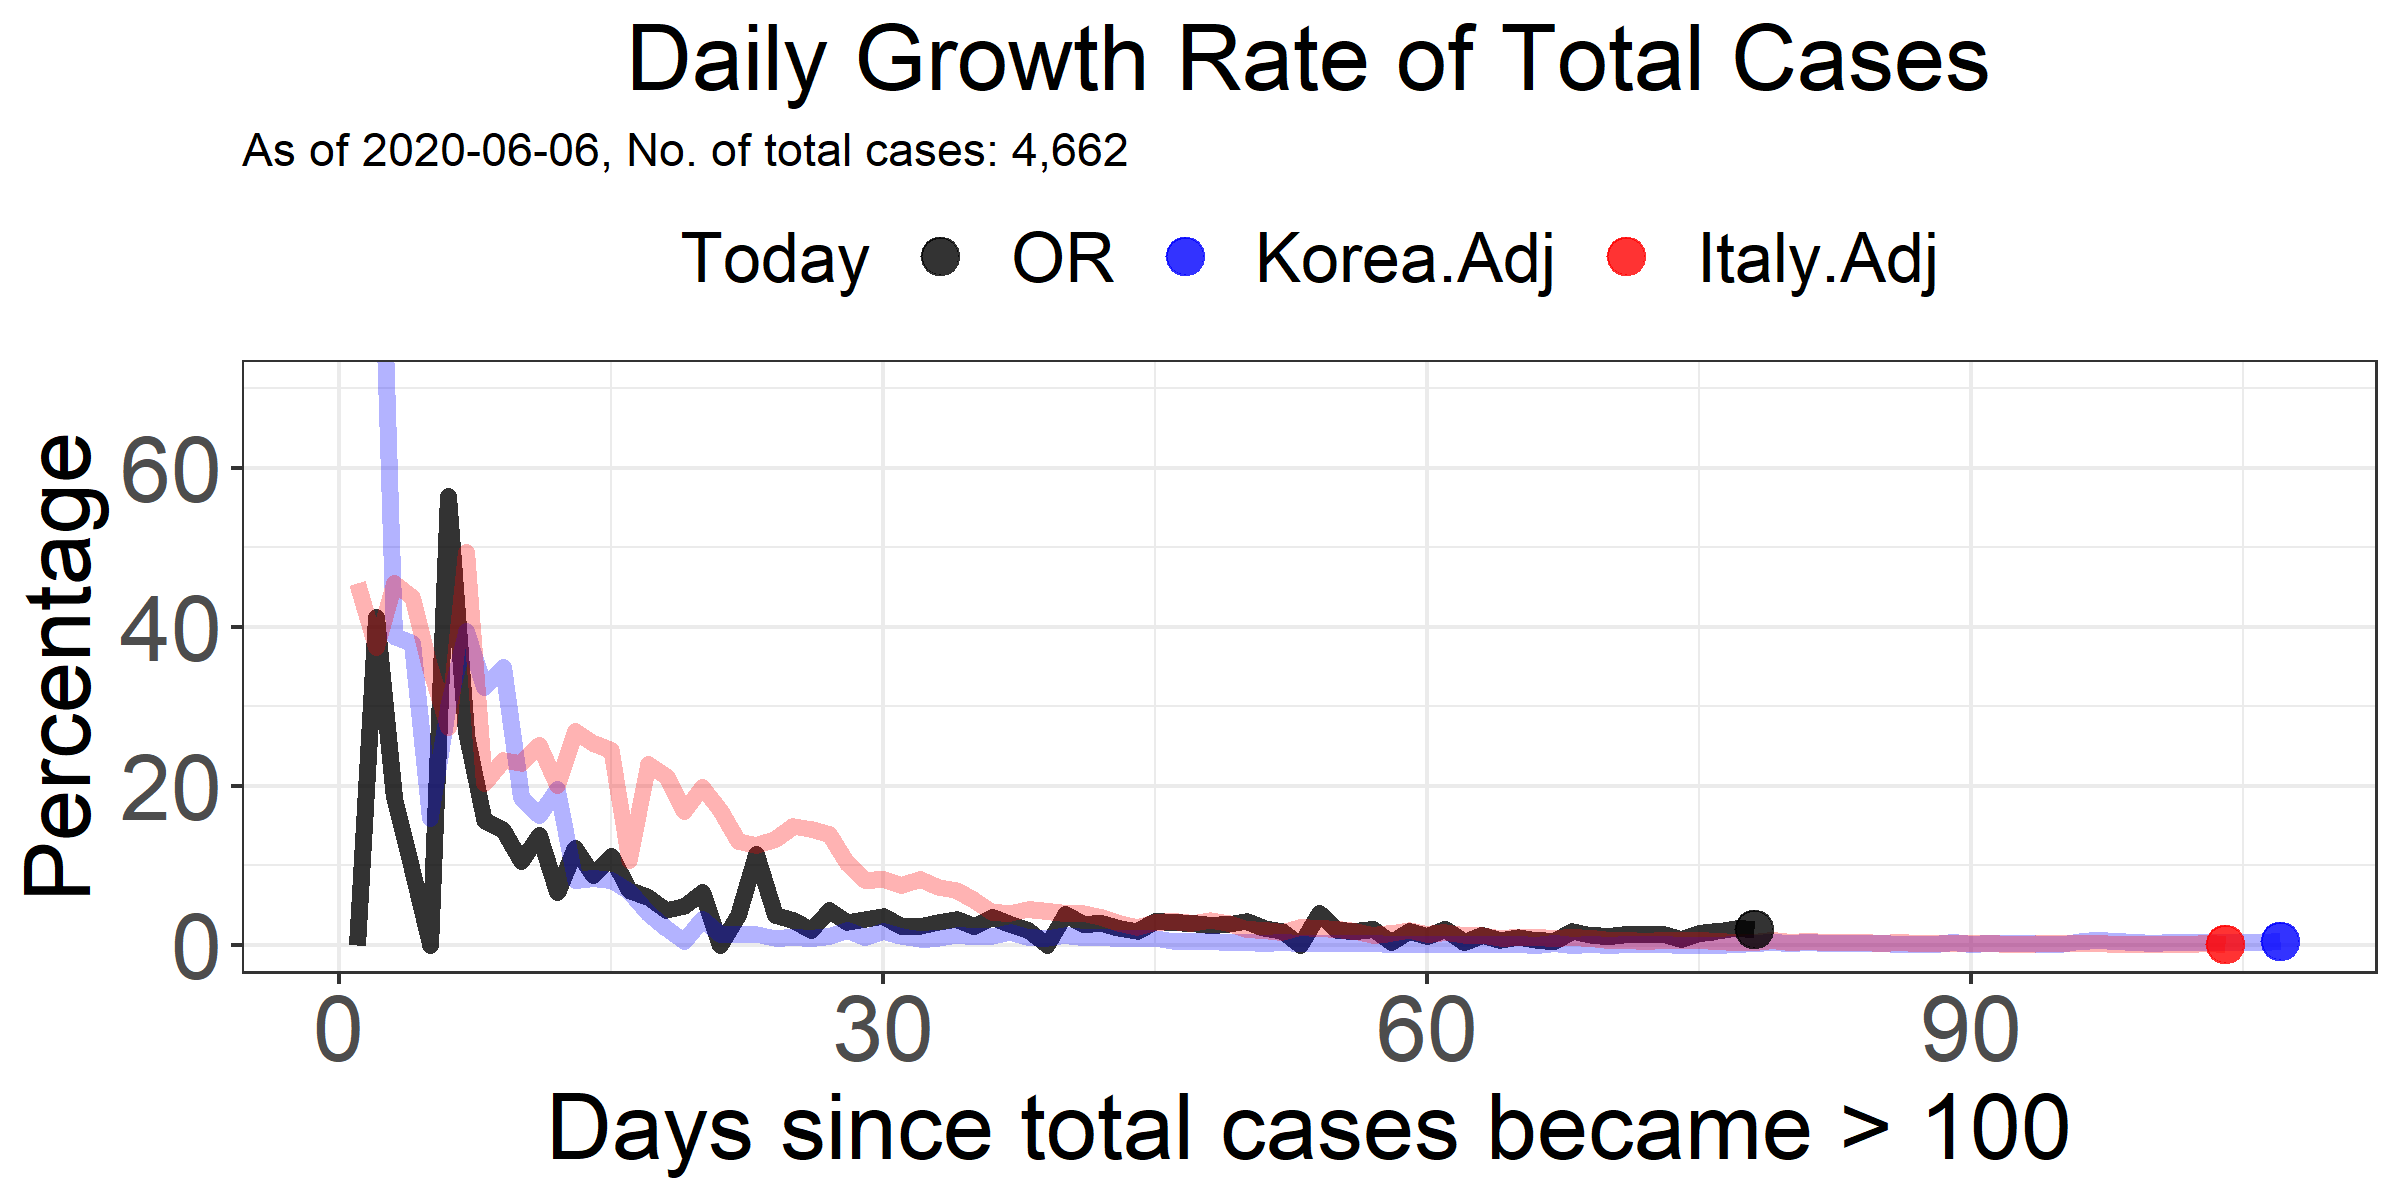 Daily Growth Rate of Total Cases
As of 2020-06-06, No. of total cases: 4,662
Today OR Korea.Adj Italy.Adj
Percentage
60
40
20
0
0 30 60 90
Days since total cases became > 100